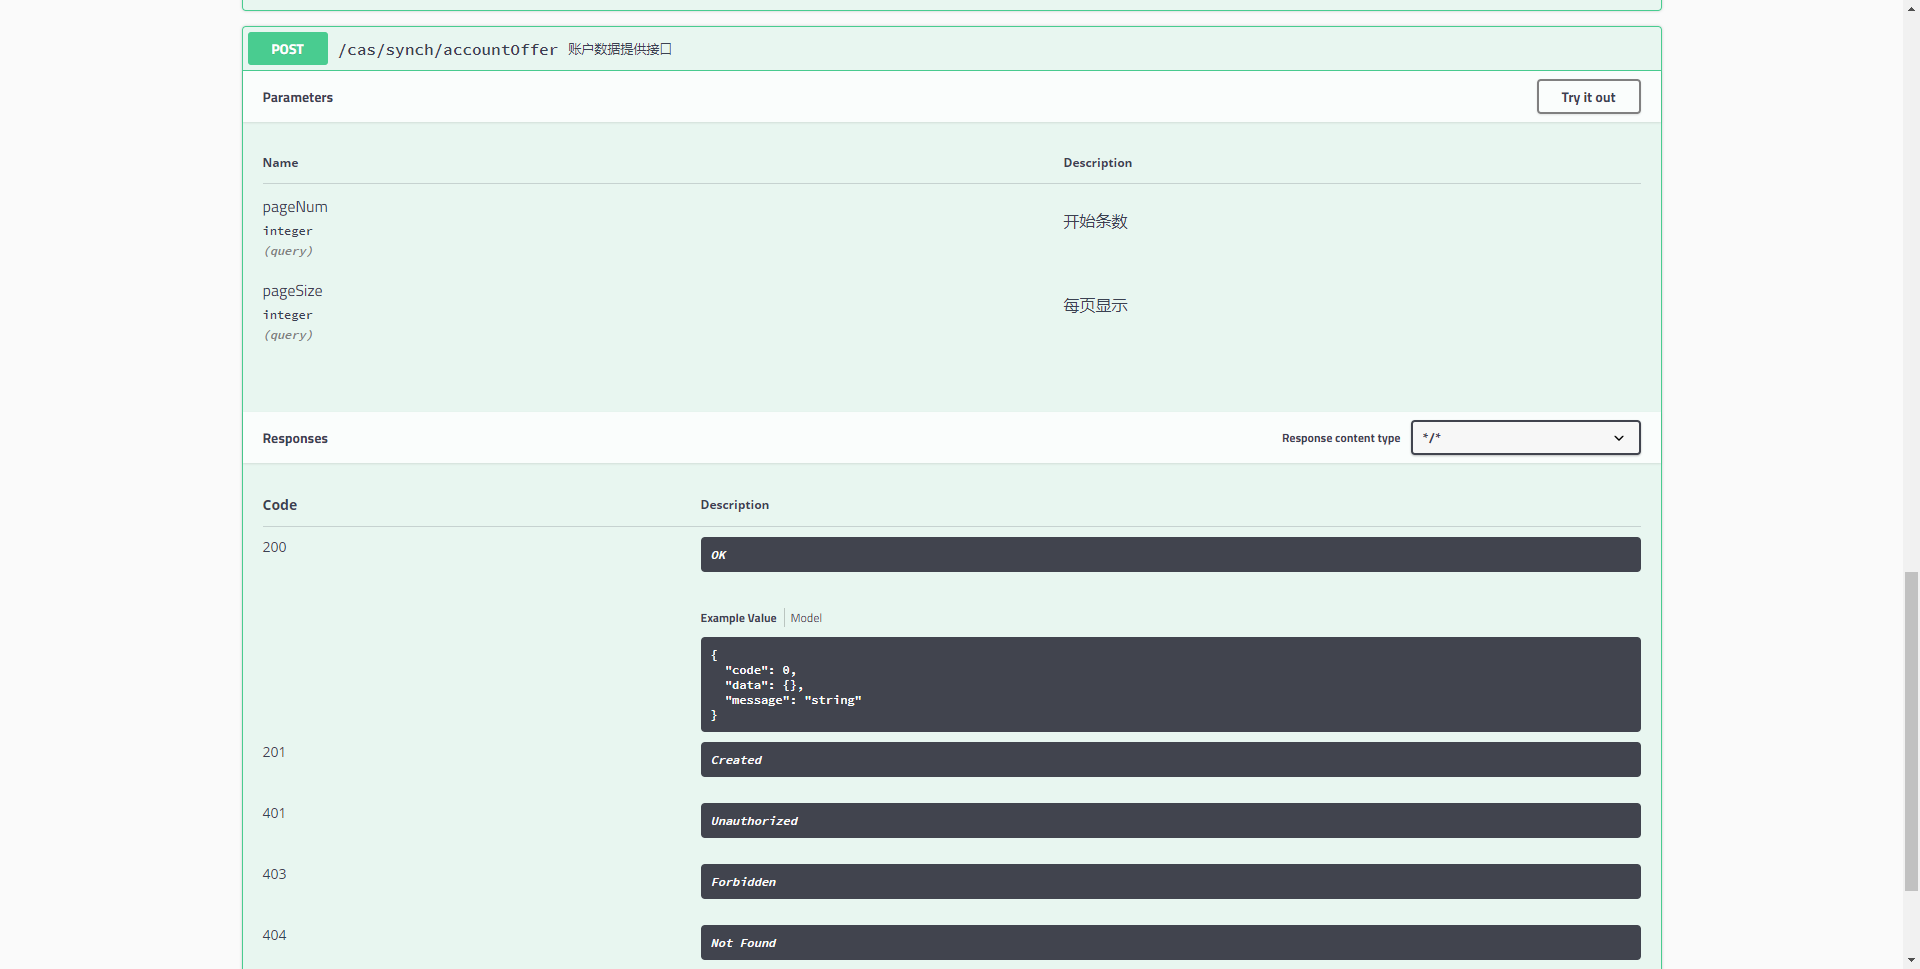 POST /cas/synch/accountOffer 账户数据提供接口
Parameters Try it out
Name Description
pageNum
integer
(query)
开始条数
pageSize
integer
(query)
每页显示
Responses Response content type */*
Code Description
200 OK
Example Value Model
{
"code": 0,
"data": {},
"message": "string"
}
201 Created
401 Unauthorized
403 Forbidden
404 Not Found